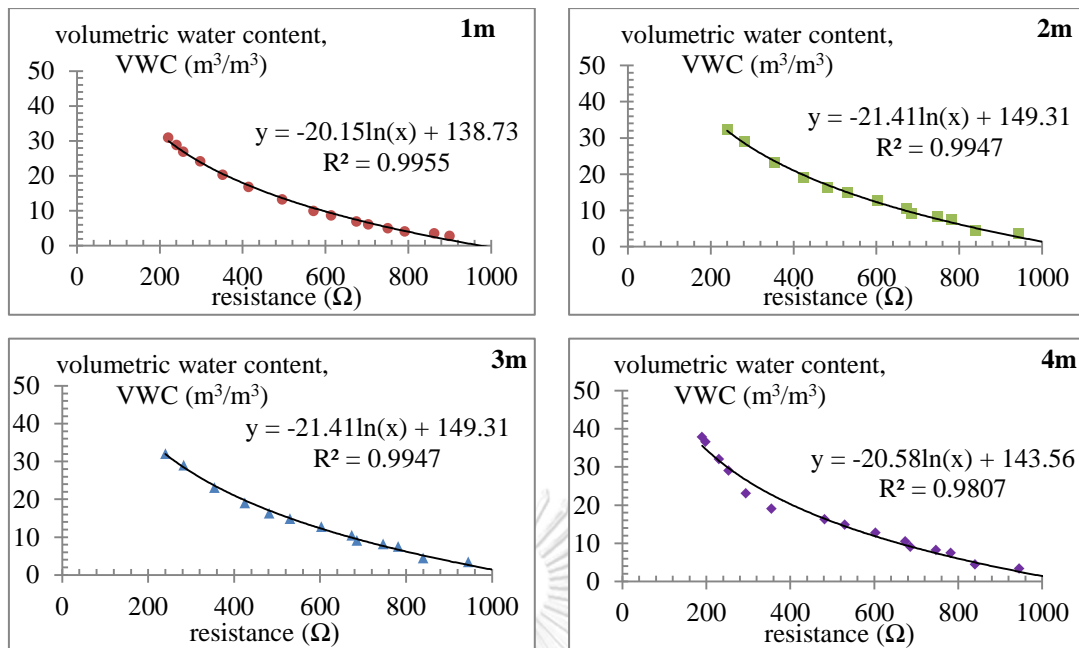 1m
volumetric water content,
VWC (m³/m³)
50
40
30
20
10
0
y = -20.15ln(x) + 138.73
R² = 0.9955
0 200 400 600 800 1000
resistance (Ω)
2m
volumetric water content,
VWC (m³/m³)
50
40
30
20
10
0
y = -21.41ln(x) + 149.31
R² = 0.9947
0 200 400 600 800 1000
resistance (Ω)
3m
volumetric water content,
VWC (m³/m³)
50
40
30
20
10
0
y = -21.41ln(x) + 149.31
R² = 0.9947
0 200 400 600 800 1000
resistance (Ω)
4m
volumetric water content,
VWC (m³/m³)
50
40
30
20
10
0
y = -20.58ln(x) + 143.56
R² = 0.9807
0 200 400 600 800 1000
resistance (Ω)